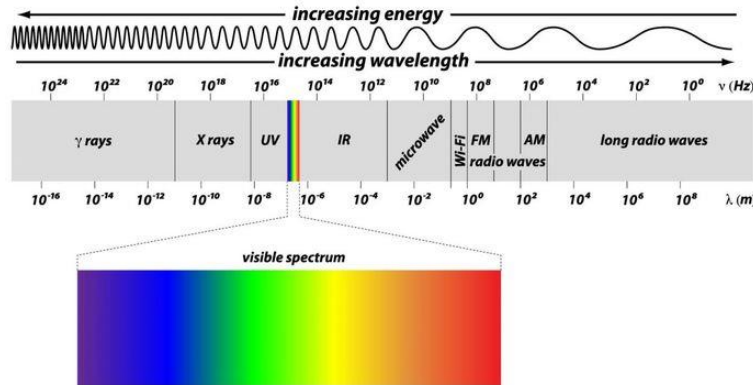 increasing energy
increasing wavelength
10²⁴ 10²² 10²⁰ 10¹⁸ 10¹⁶ 10¹⁴ 10¹² 10¹⁰ 10⁸ 10⁶ 10⁴ 10² 10⁰ ν (Hz)
γ rays X rays UV IR microwave Wi-Fi FM AM long radio waves
radio waves
10⁻¹⁶ 10⁻¹⁴ 10⁻¹² 10⁻¹⁰ 10⁻⁸ 10⁻⁶ 10⁻⁴ 10⁻² 10⁰ 10² 10⁴ 10⁶ 10⁸ λ (m)
visible spectrum